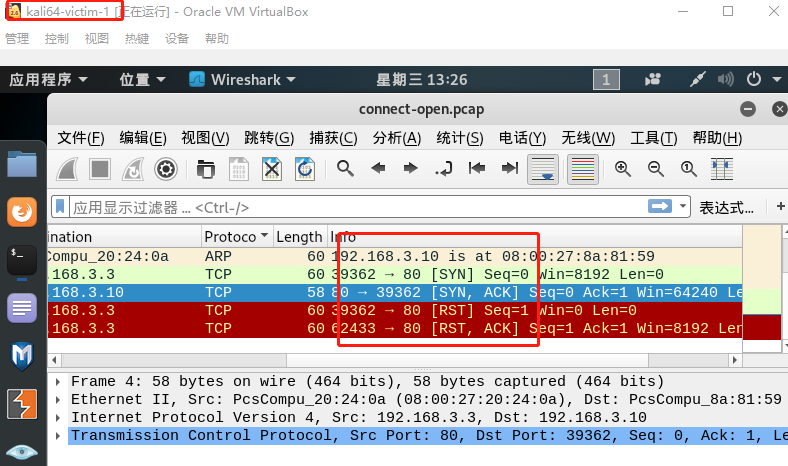 kali64-victim-1 [正在运行] - Oracle VM VirtualBox
管理 控制 视图 热键 设备 帮助
应用程序 位置 Wireshark 星期三 13:26 1
connect-open.pcap
文件(F) 编辑(E) 视图(V) 跳转(G) 捕获(C) 分析(A) 统计(S) 电话(Y) 无线(W) 工具(T) 帮助(H)
应用显示过滤器 … <Ctrl-/> 表达式… +
ination Protoco Length Info
Compu_20:24:0a ARP 60 192.168.3.10 is at 08:00:27:8a:81:59
.168.3.3 TCP 60 39362 → 80 [SYN] Seq=0 Win=8192 Len=0
.168.3.10 TCP 58 80 → 39362 [SYN, ACK] Seq=0 Ack=1 Win=64240 Le
.168.3.3 TCP 60 39362 → 80 [RST] Seq=1 Win=0 Len=0
.168.3.3 TCP 60 62433 → 80 [RST, ACK] Seq=1 Ack=1 Win=8192 Len
Frame 4: 58 bytes on wire (464 bits), 58 bytes captured (464 bits)
Ethernet II, Src: PcsCompu_20:24:0a (08:00:27:20:24:0a), Dst: PcsCompu_8a:81:59
Internet Protocol Version 4, Src: 192.168.3.3, Dst: 192.168.3.10
Transmission Control Protocol, Src Port: 80, Dst Port: 39362, Seq: 0, Ack: 1, Le